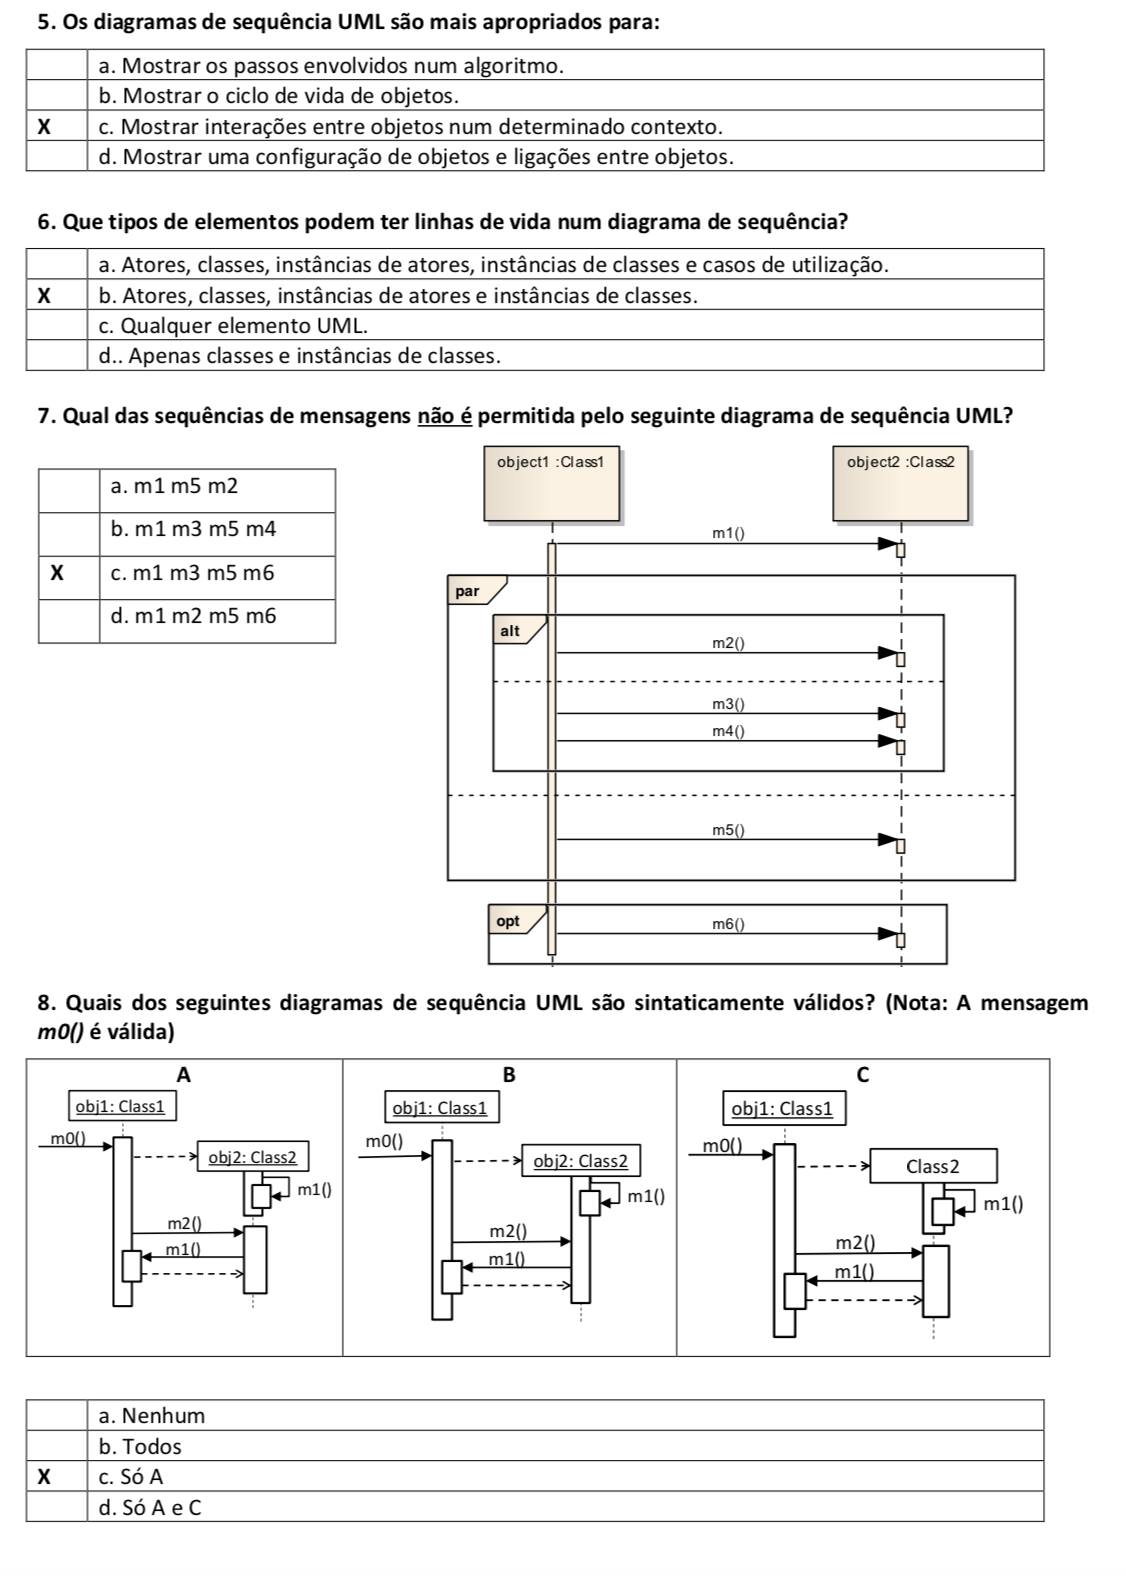 5. Os diagramas de sequência UML são mais apropriados para:
a. Mostrar os passos envolvidos num algoritmo.
b. Mostrar o ciclo de vida de objetos.
X c. Mostrar interações entre objetos num determinado contexto.
d. Mostrar uma configuração de objetos e ligações entre objetos.
6. Que tipos de elementos podem ter linhas de vida num diagrama de sequência?
a. Atores, classes, instâncias de atores, instâncias de classes e casos de utilização.
X b. Atores, classes, instâncias de atores e instâncias de classes.
c. Qualquer elemento UML.
d.. Apenas classes e instâncias de classes.
7. Qual das sequências de mensagens não é permitida pelo seguinte diagrama de sequência UML?
a. m1 m5 m2
b. m1 m3 m5 m4
X c. m1 m3 m5 m6
d. m1 m2 m5 m6
object1 :Class1
object2 :Class2
m1()
par
alt
m2()
m3()
m4()
m5()
opt
m6()
8. Quais dos seguintes diagramas de sequência UML são sintaticamente válidos? (Nota: A mensagem
m0() é válida)
A
obj1: Class1
m0()
obj2: Class2
m1()
m2()
m1()
B
obj1: Class1
m0()
obj2: Class2
m1()
m2()
m1()
C
obj1: Class1
m0()
Class2
m1()
m2()
m1()
a. Nenhum
b. Todos
X c. Só A
d. Só A e C